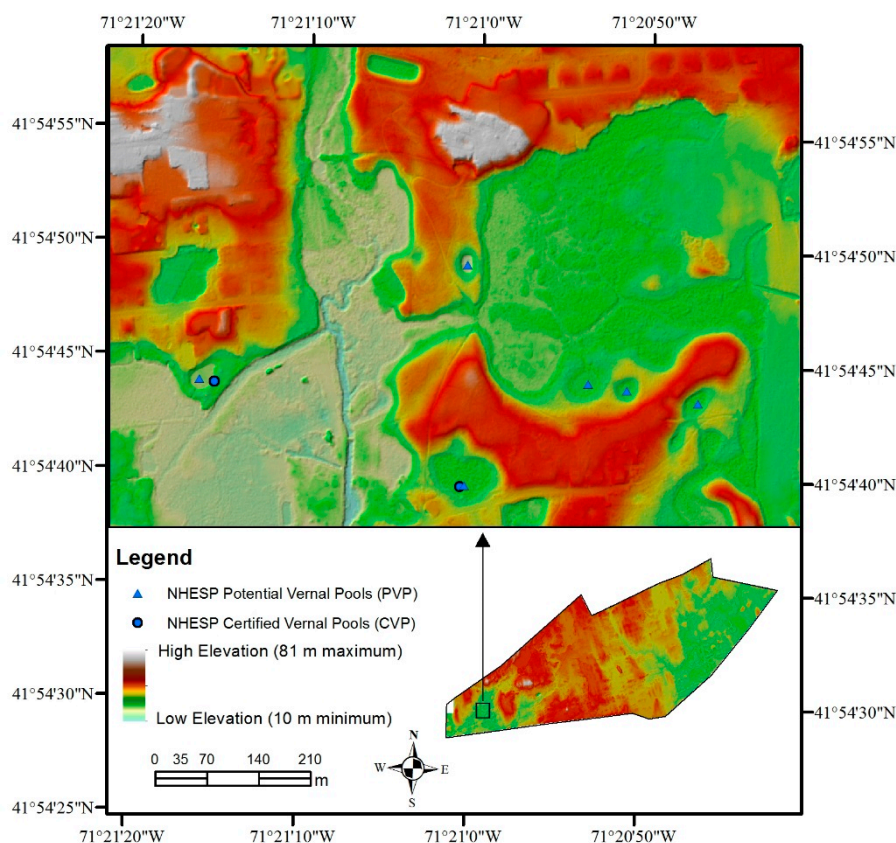 71°21'20"W 71°21'10"W 71°21'0"W 71°20'50"W
41°54'55"N 41°54'55"N
41°54'50"N 41°54'50"N
41°54'45"N 41°54'45"N
41°54'40"N 41°54'40"N
Legend
41°54'35"N 41°54'35"N
NHESP Potential Vernal Pools (PVP)
NHESP Certified Vernal Pools (CVP)
High Elevation (81 m maximum)
41°54'30"N 41°54'30"N
Low Elevation (10 m minimum)
N
W E
S
0 35 70 140 210
m
41°54'25"N 41°54'25"N
71°21'20"W 71°21'10"W 71°21'0"W 71°20'50"W